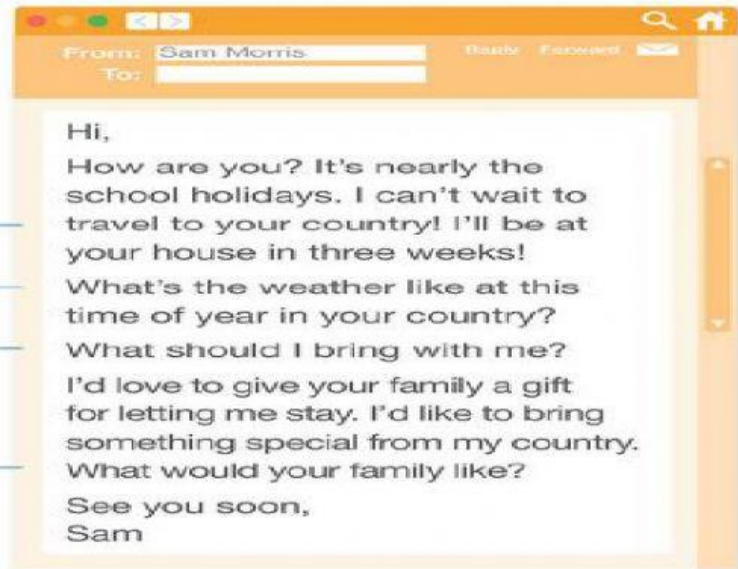 From: Sam Morris Reply Forward
To:
Hi,
How are you? It's nearly the
school holidays. I can't wait to
travel to your country! I'll be at
your house in three weeks!
What's the weather like at this
time of year in your country?
What should I bring with me?
I'd love to give your family a gift
for letting me stay. I'd like to bring
something special from my country.
What would your family like?
See you soon,
Sam